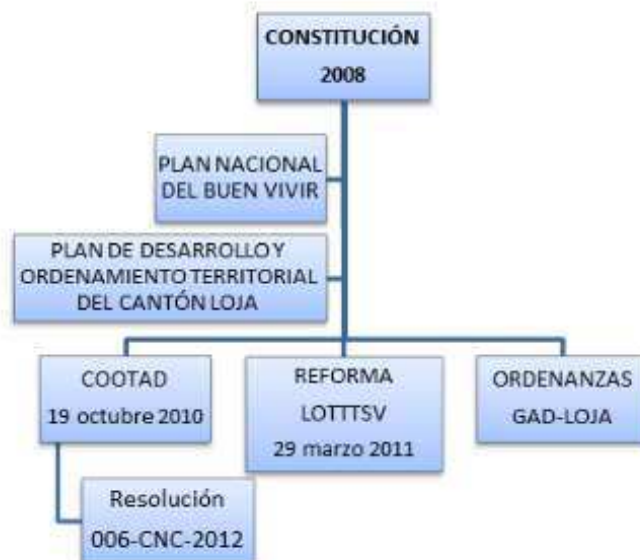 CONSTITUCIÓN
2008
PLAN NACIONAL
DEL BUEN VIVIR
PLAN DE DESARROLLO Y
ORDENAMIENTO TERRITORIAL
DEL CANTÓN LOJA
COOTAD
19 octubre 2010
REFORMA
LOTTTSV
29 marzo 2011
ORDENANZAS
GAD-LOJA
Resolución
006-CNC-2012